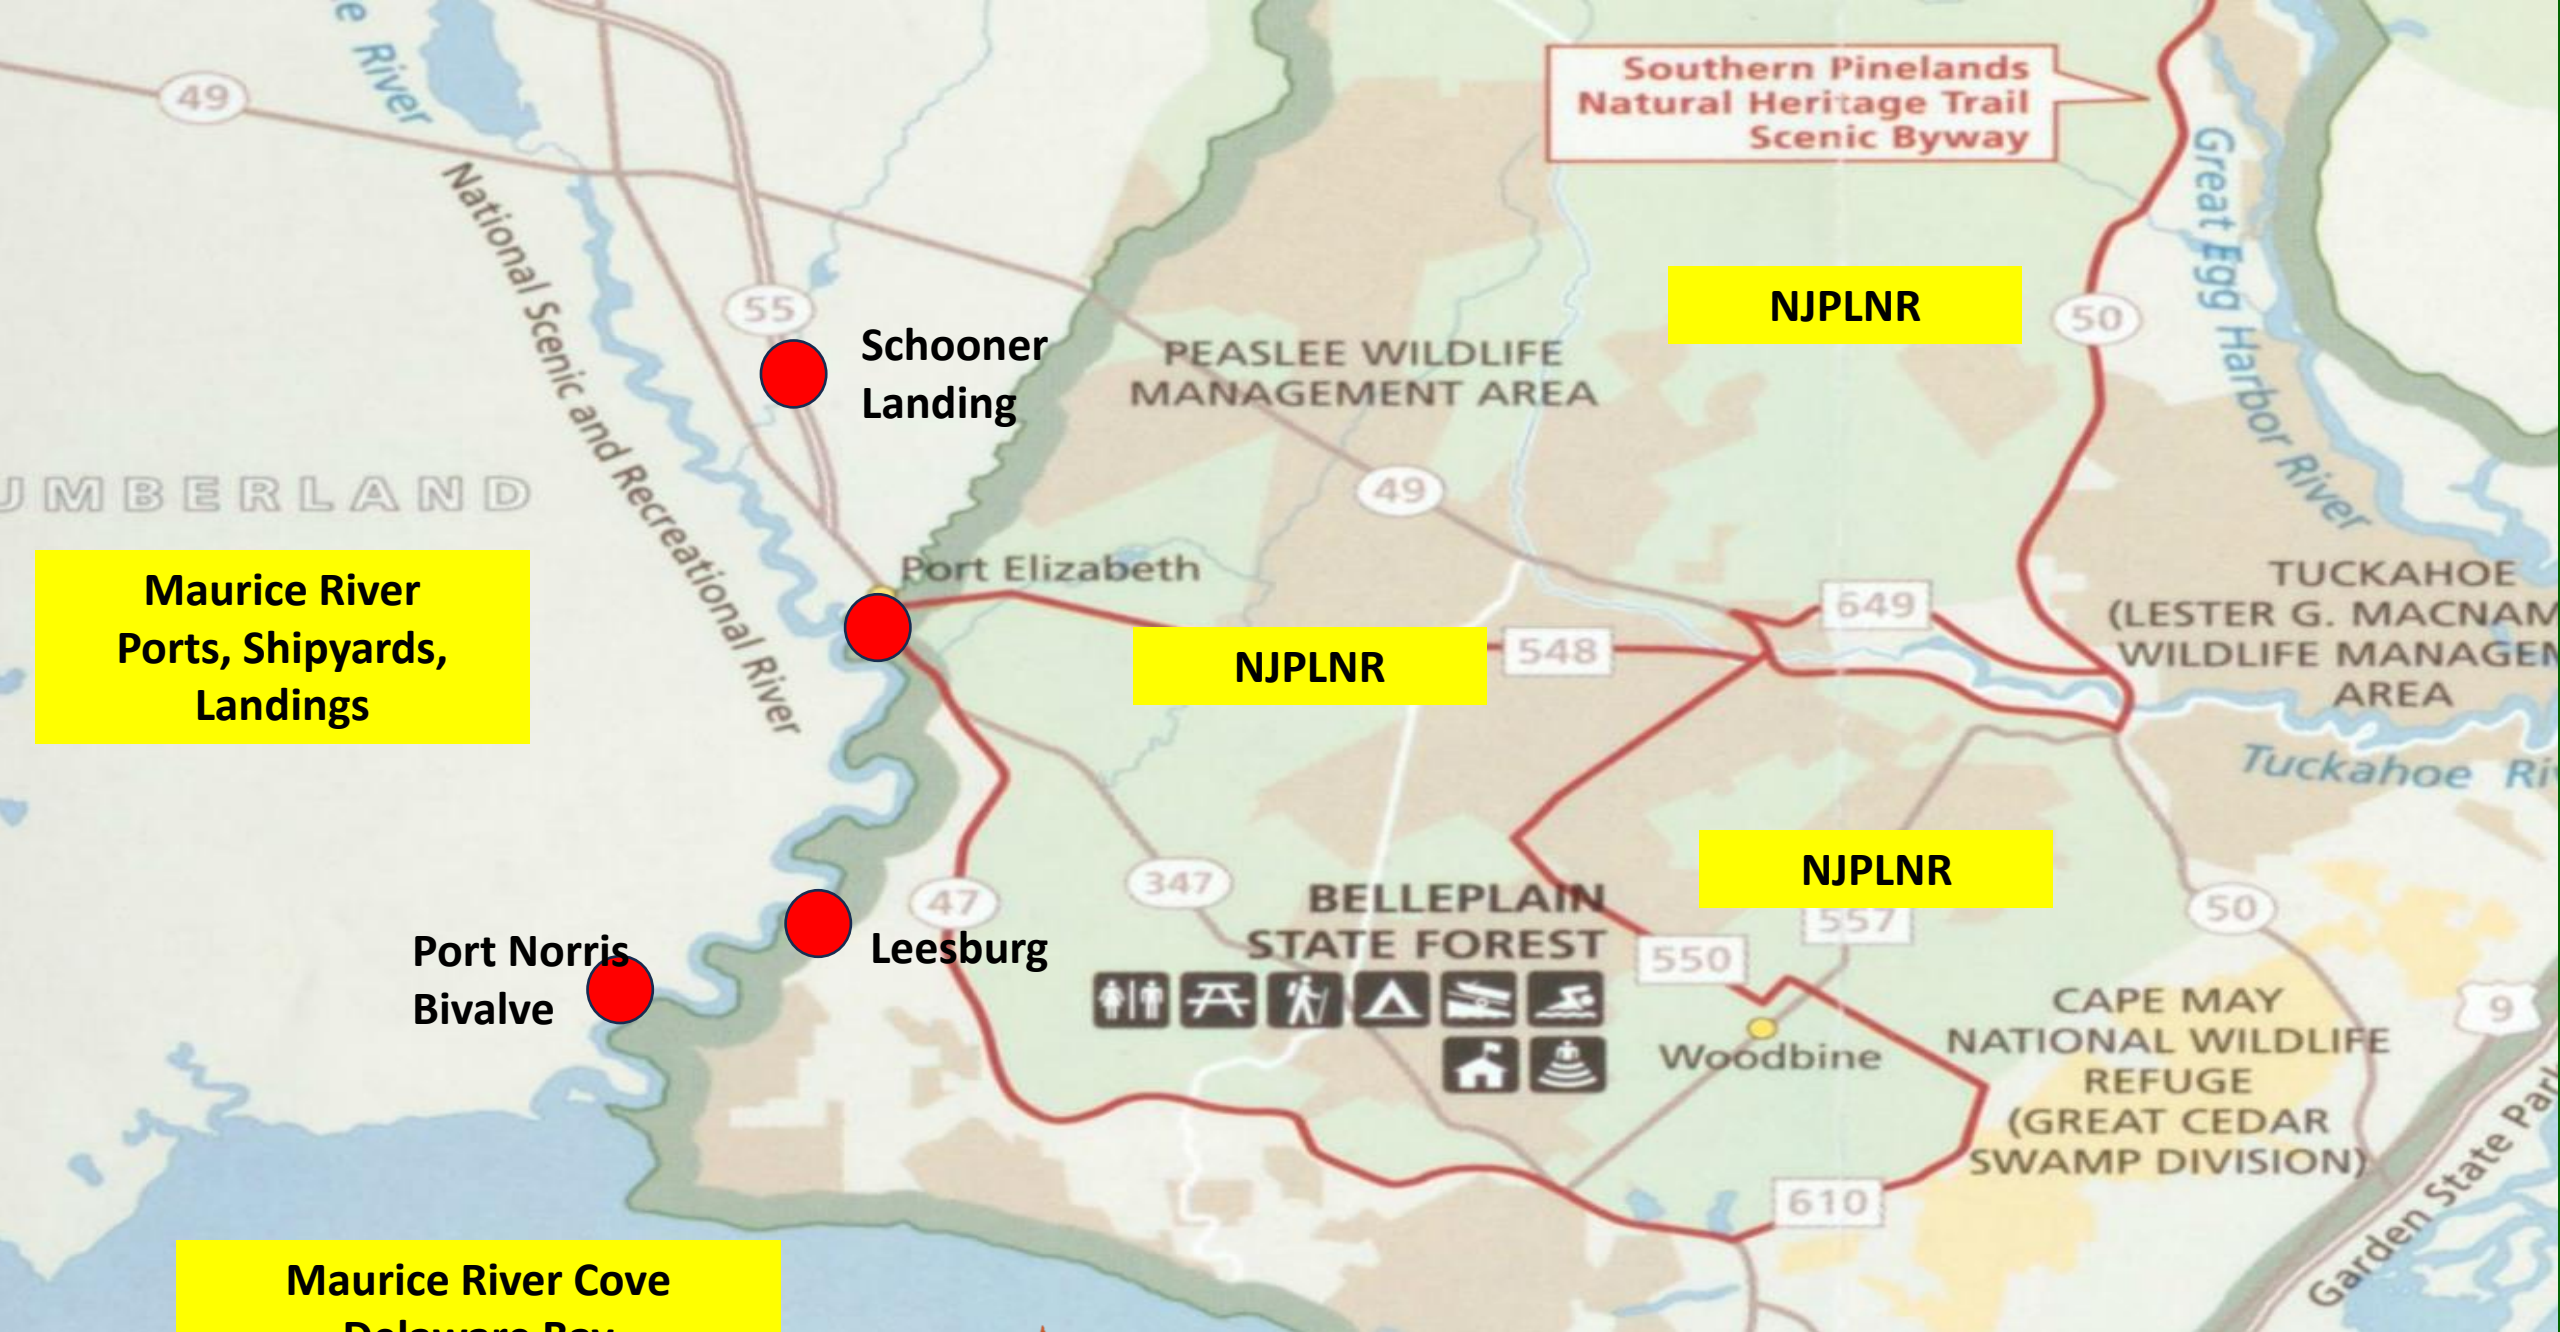 e River
49
Southern Pinelands
Natural Heritage Trail
Scenic Byway
Great Egg Harbor River
National Scenic and Recreational River
55
NJPLNR
50
Schooner
Landing
PEASLEE WILDLIFE
MANAGEMENT AREA
UMBERLAND
49
Port Elizabeth
Maurice River
Ports, Shipyards,
Landings
NJPLNR
548
649
TUCKAHOE
(LESTER G. MACNAM
WILDLIFE MANAGEM
AREA
Tuckahoe Ri
NJPLNR
47
347
BELLEPLAIN
STATE FOREST
557
50
Port Norris
Bivalve
Leesburg
550
9
Woodbine
CAPE MAY
NATIONAL WILDLIFE
REFUGE
(GREAT CEDAR
SWAMP DIVISION)
610
Garden State Par
Maurice River Cove
Delaware Bay